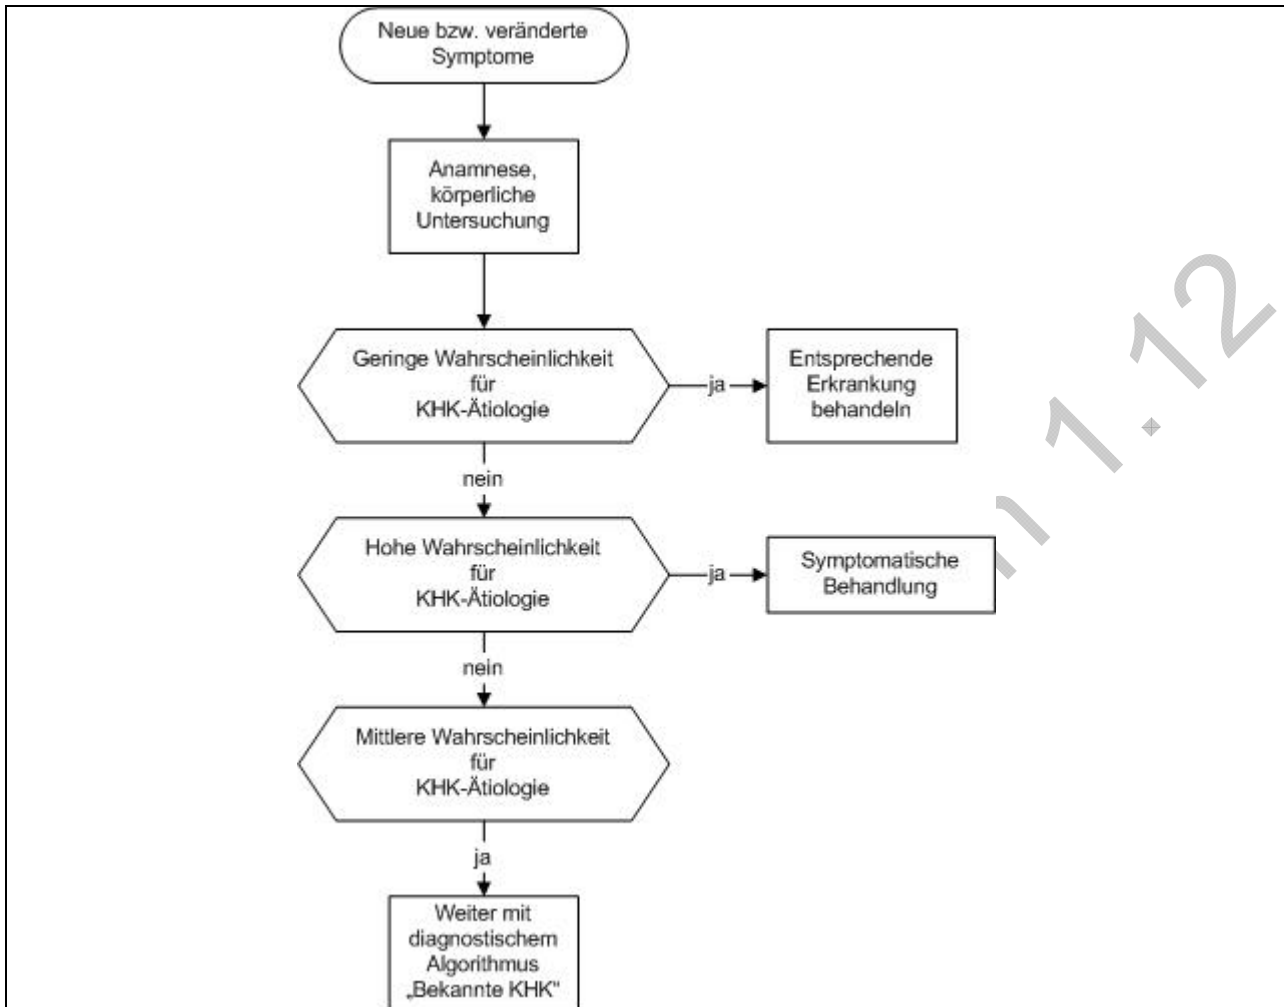 Neue bzw. veränderte
Symptome
Anamnese,
körperliche
Untersuchung
Geringe Wahrscheinlichkeit
für
KHK-Ätiologie
ja
Entsprechende
Erkrankung
behandeln
nein
Hohe Wahrscheinlichkeit
für
KHK-Ätiologie
ja
Symptomatische
Behandlung
nein
Mittlere Wahrscheinlichkeit
für
KHK-Ätiologie
ja
Weiter mit
diagnostischem
Algorithmus
„Bekannte KHK"
1.12